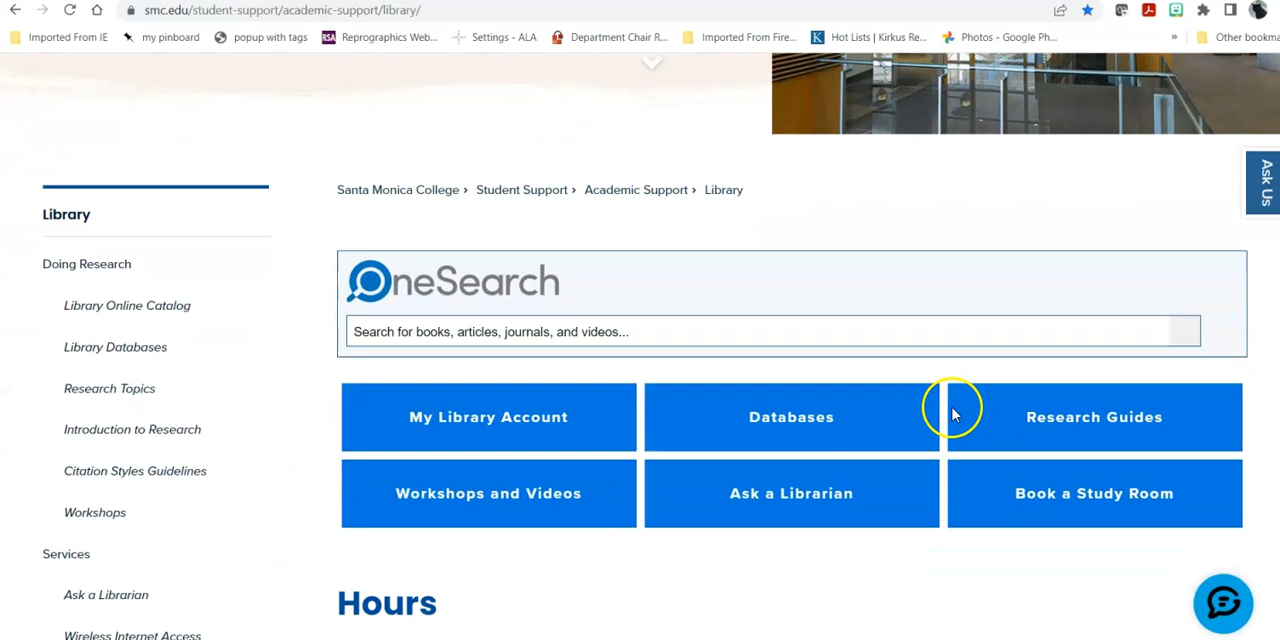 smc.edu/student-support/academic-support/library/
Imported From IE
my pinboard
popup with tags
RSA Reprographics Web...
Settings - ALA
Department Chair R...
Imported From Fire...
K Hot Lists | Kirkus Re...
Photos - Google Ph...
»
Other bookma
Ask Us
Santa Monica College › Student Support › Academic Support › Library
Library
Doing Research
Library Online Catalog
Library Databases
Research Topics
Introduction to Research
Citation Styles Guidelines
Workshops
Services
Ask a Librarian
Wireless Internet Access
OneSearch
Search for books, articles, journals, and videos...
My Library Account
Databases
Research Guides
Workshops and Videos
Ask a Librarian
Book a Study Room
Hours